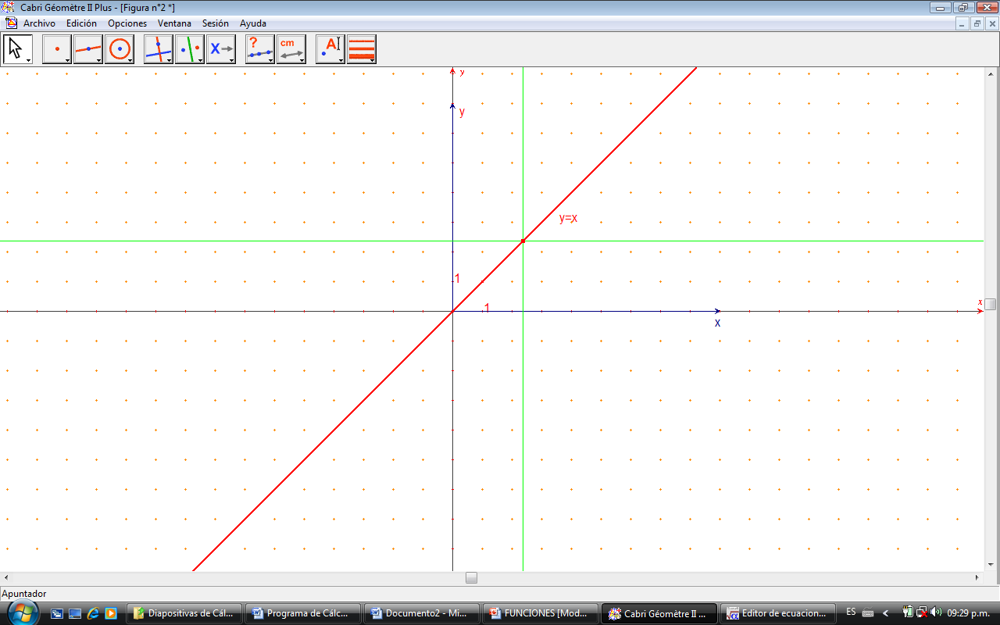 Cabri Géomètre II Plus - [Figura n°2 *]
Archivo Edición Opciones Ventana Sesión Ayuda
X ? cm A
y
y
y=x
1
1
x
X
Apuntador
Diapositivas de Cál... Programa de Cálc... Documento2 - Mi... FUNCIONES [Mod... Cabri Géomètre II ... Editor de ecuacion... ES 09:29 p.m.